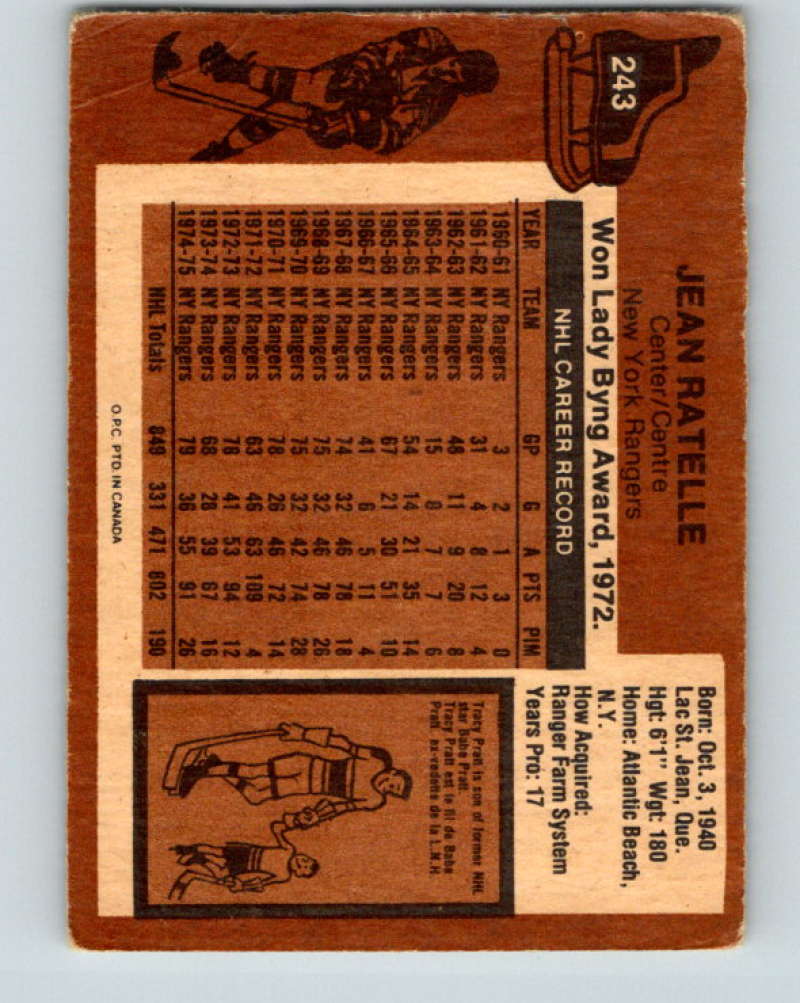 243
JEAN RATELLE
Center/Centre
New York Rangers
Born: Oct. 3, 1940
Lac St. Jean, Que.
Hgt: 6'1" Wgt: 180
Home: Atlantic Beach,
N.Y.
How Acquired:
Ranger Farm System
Years Pro: 17
Won Lady Byng Award, 1972.
NHL CAREER RECORD
YEAR TEAM GP G A PTS PIM
1960-61 NY Rangers 3 2 1 3 0
1961-62 NY Rangers 31 4 8 12 4
1962-63 NY Rangers 48 11 9 20 8
1963-64 NY Rangers 15 0 7 7 6
1964-65 NY Rangers 54 14 21 35 14
1965-66 NY Rangers 67 21 30 51 10
1966-67 NY Rangers 41 6 5 11 4
1967-68 NY Rangers 74 32 46 78 18
1968-69 NY Rangers 75 32 46 78 26
1969-70 NY Rangers 75 32 42 74 28
1970-71 NY Rangers 78 26 46 72 14
1971-72 NY Rangers 63 46 63 109 4
1972-73 NY Rangers 78 41 53 94 12
1973-74 NY Rangers 68 28 39 67 16
1974-75 NY Rangers 79 36 55 91 26
NHL Totals 849 331 471 802 190
Tracy Pratt is son of former NHL
star Babe Pratt.
Tracy Pratt est le fil de Babe
Pratt, ex-vedette de la L.N.H.
O.P.C. PTD. IN CANADA